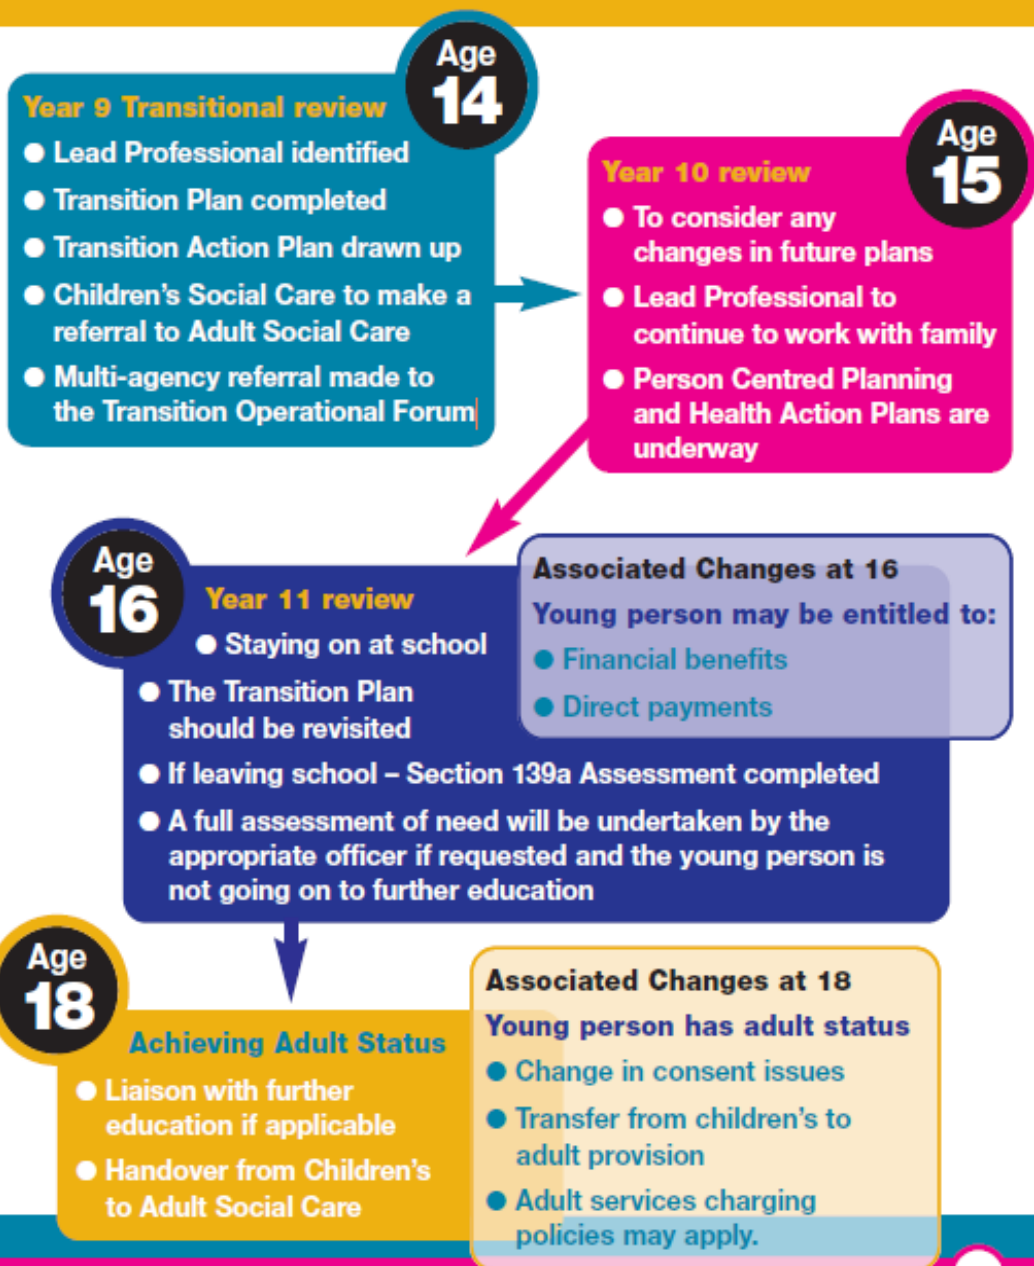 Age
14
Year 9 Transitional review
● Lead Professional identified
● Transition Plan completed
● Transition Action Plan drawn up
● Children's Social Care to make a
referral to Adult Social Care
● Multi-agency referral made to
the Transition Operational Forum
Age
15
Year 10 review
● To consider any
changes in future plans
● Lead Professional to
continue to work with family
● Person Centred Planning
and Health Action Plans are
underway
Age
16
Year 11 review
● Staying on at school
● The Transition Plan
should be revisited
● If leaving school – Section 139a Assessment completed
● A full assessment of need will be undertaken by the
appropriate officer if requested and the young person is
not going on to further education
Associated Changes at 16
Young person may be entitled to:
● Financial benefits
● Direct payments
Age
18
Achieving Adult Status
● Liaison with further
education if applicable
● Handover from Children's
to Adult Social Care
Associated Changes at 18
Young person has adult status
● Change in consent issues
● Transfer from children's to
adult provision
● Adult services charging
policies may apply.